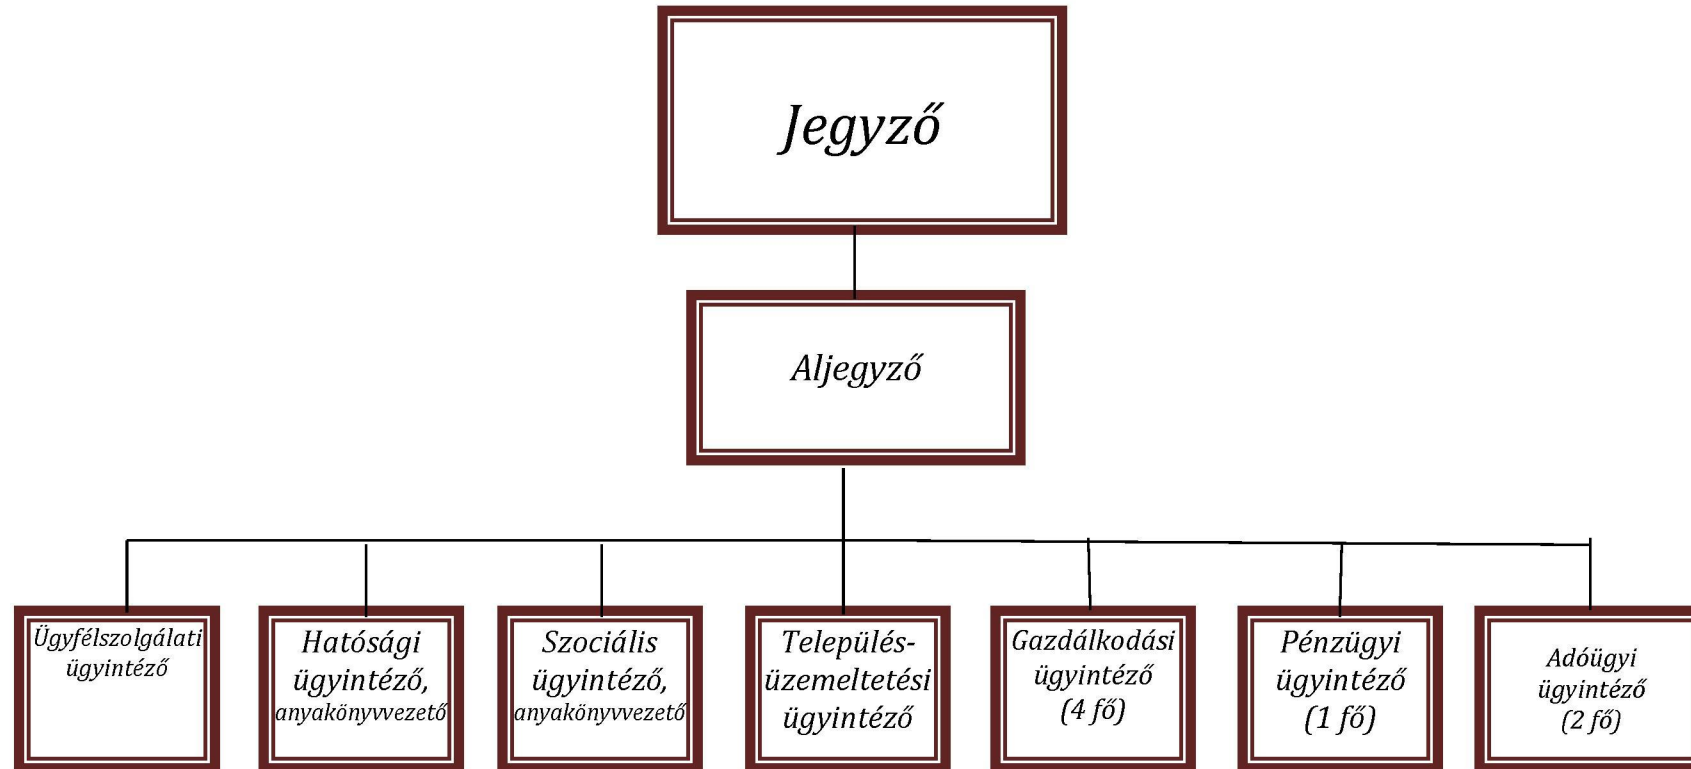 Jegyző
Aljegyző
Ügyfélszolgálati
ügyintéző
Hatósági
ügyintéző,
anyakönyvvezető
Szociális
ügyintéző,
anyakönyvvezető
Település-
üzemeltetési
ügyintéző
Gazdálkodási
ügyintéző
(4 fő)
Pénzügyi
ügyintéző
(1 fő)
Adóügyi
ügyintéző
(2 fő)